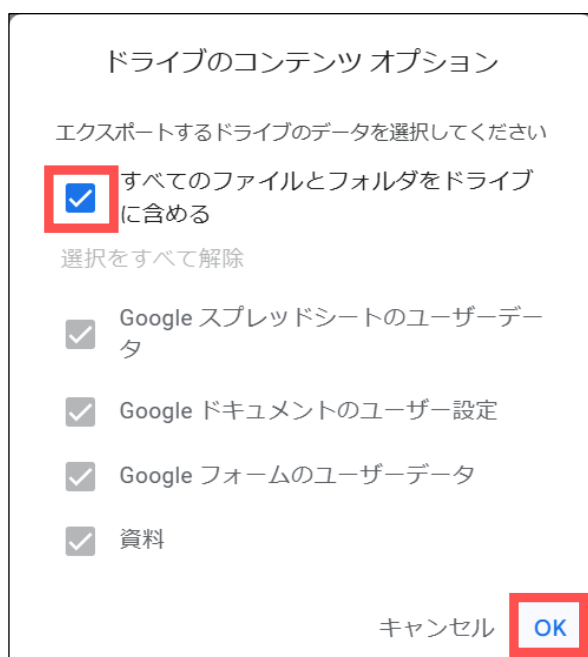 ドライブのコンテンツ オプション
エクスポートするドライブのデータを選択してください
すべてのファイルとフォルダをドライブ
に含める
選択をすべて解除
Google スプレッドシートのユーザーデー
タ
Google ドキュメントのユーザー設定
Google フォームのユーザーデータ
資料
キャンセル OK